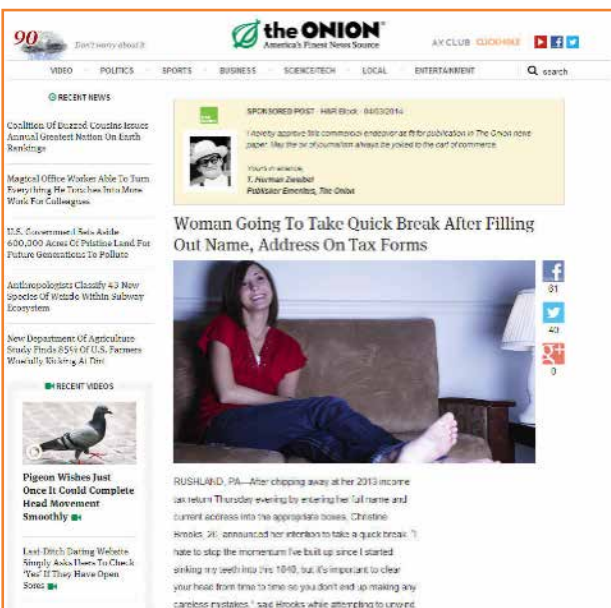 90
Don't worry about it
the ONION
America's Finest News Source
AV CLUB CLICKHOLE
VIDEO POLITICS SPORTS BUSINESS SCIENCE/TECH LOCAL ENTERTAINMENT search
RECENT NEWS
Coalition Of Buzzed Cousins Issues
Annual Greatest Nation On Earth
Rankings
Magical Office Worker Able To Turn
Everything He Touches Into More
Work For Colleagues
U.S. Government Sets Aside
600,000 Acres Of Pristine Land For
Future Generations To Pollute
Anthropologists Classify 43 New
Species Of Weirdo Within Subway
Ecosystem
New Department Of Agriculture
Study Finds 85% Of U.S. Farmers
Woefully Kicking At Dirt
RECENT VIDEOS
Pigeon Wishes Just
Once It Could Complete
Head Movement
Smoothly
Last-Ditch Dating Website
Simply Asks Users To Check
'Yes' If They Have Open
Sores
SPONSORED POST · H&R Block · 04/03/2014
I hereby approve this commercial endeavor as fit for publication in The Onion news
paper. May the ox of journalism always be yoked to the cart of commerce.
Yours in
T. Herman Zweibel
Publisher Emeritus, The Onion
Woman Going To Take Quick Break After Filling
Out Name, Address On Tax Forms
61
40
0
RUSHLAND, PA—After chipping away at her 2013 income
tax return Thursday evening by entering her full name and
current address into the appropriate boxes, Christine
Brooks, 26, announced her intention to take a quick break. "I
hate to stop the momentum I've built up since I started
sinking my teeth into this 1040, but it's important to clear
your head from time to time so you don't end up making any
careless mistakes," said Brooks while attempting to unwind